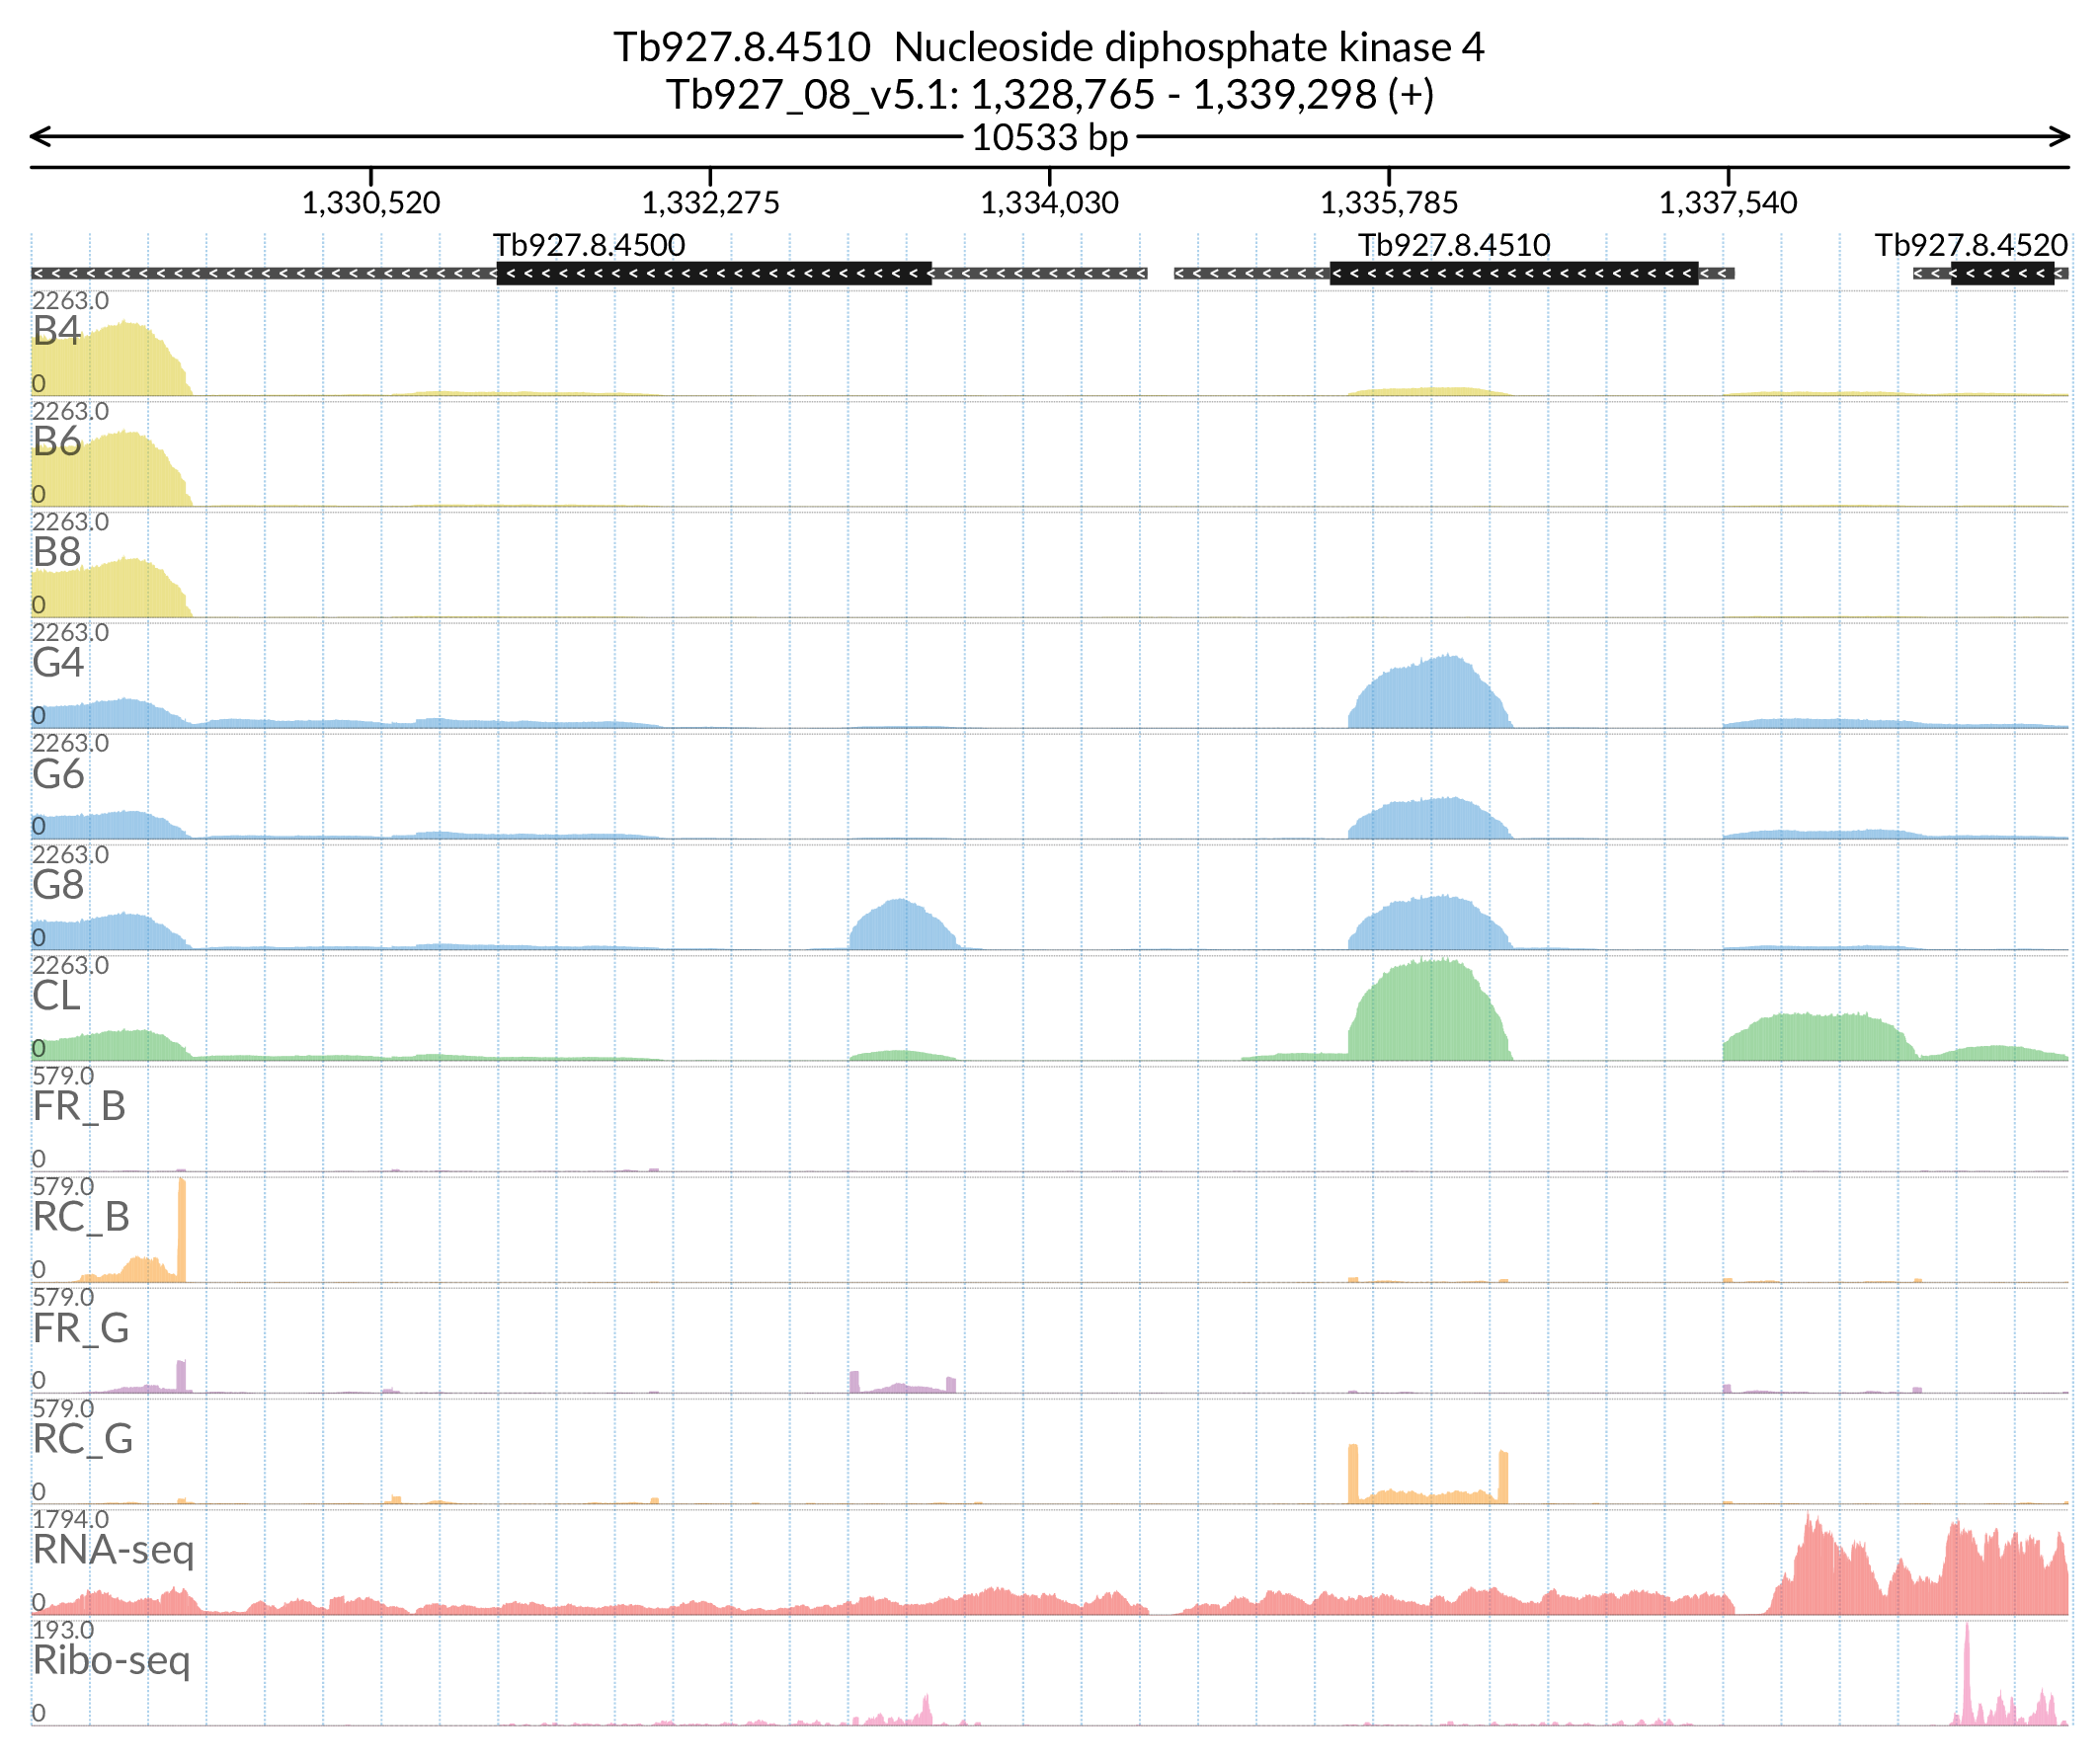 Tb927.8.4510 Nucleoside diphosphate kinase 4
Tb927_08_v5.1: 1,328,765 - 1,339,298 (+)
10533 bp
1,330,520 1,332,275 1,334,030 1,335,785 1,337,540
Tb927.8.4500 Tb927.8.4510 Tb927.8.4520
2263.0
B4
0
2263.0
B6
0
2263.0
B8
0
2263.0
G4
0
2263.0
G6
0
2263.0
G8
0
2263.0
CL
0
579.0
FR_B
0
579.0
RC_B
0
579.0
FR_G
0
579.0
RC_G
0
1794.0
RNA-seq
0
193.0
Ribo-seq
0